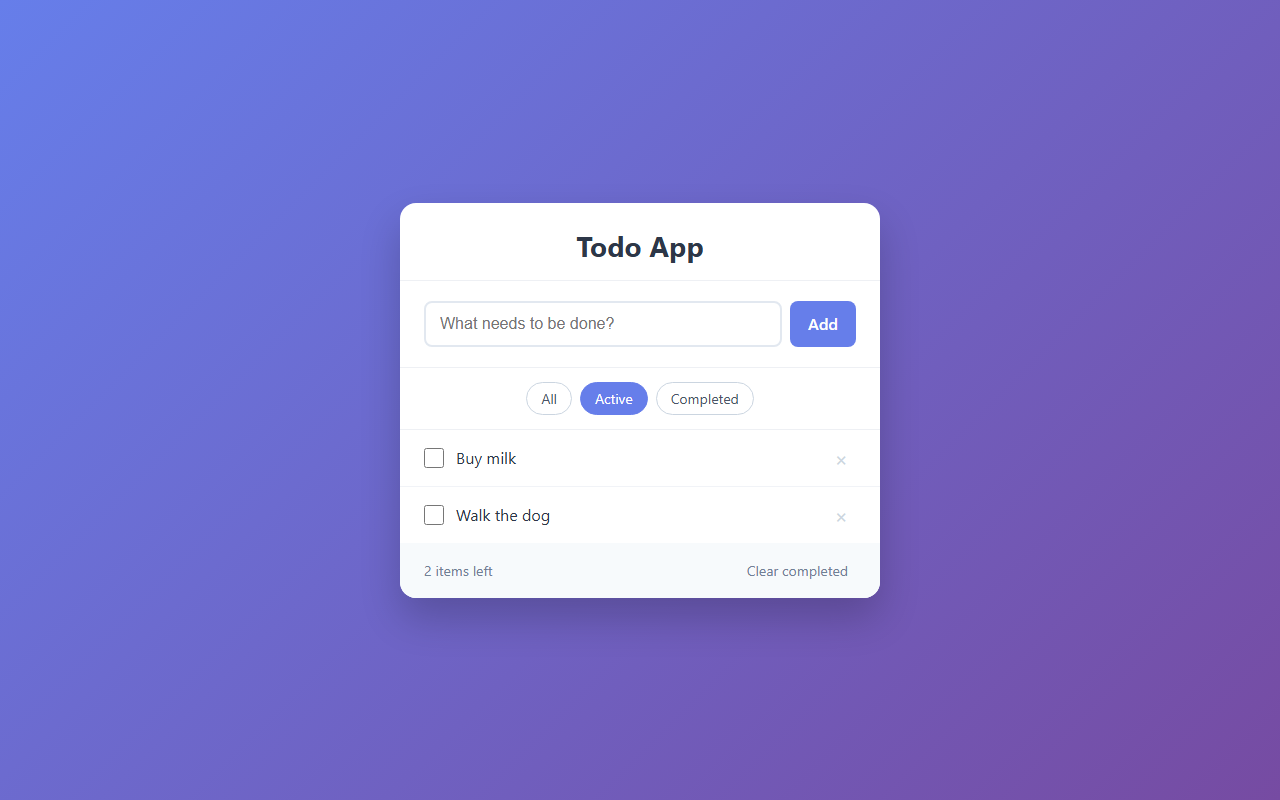 Todo App
What needs to be done? Add
All Active Completed
Buy milk ×
Walk the dog ×
2 items left Clear completed